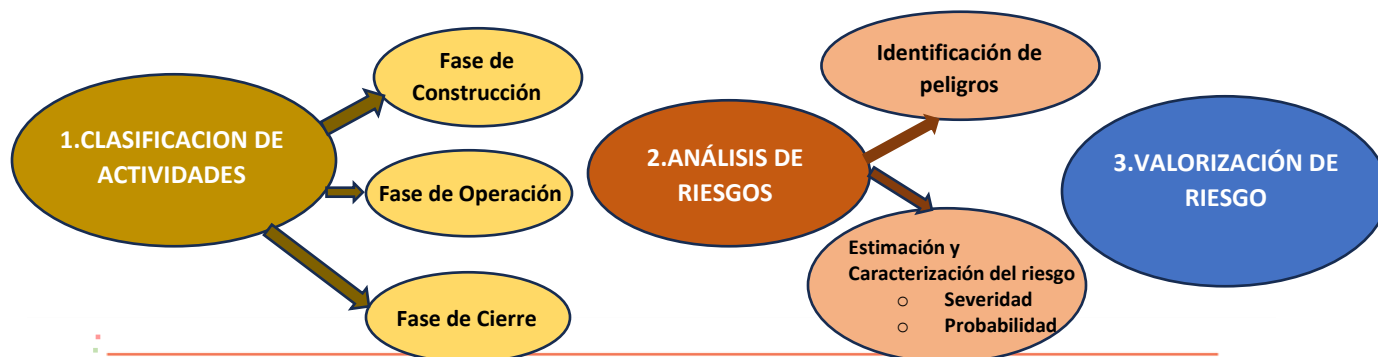 1.CLASIFICACION DE
ACTIVIDADES
Fase de
Construcción
Fase de Operación
Fase de Cierre
2.ANÁLISIS DE
RIESGOS
Identificación de
peligros
Estimación y
Caracterización del riesgo
o Severidad
o Probabilidad
3.VALORIZACIÓN DE
RIESGO